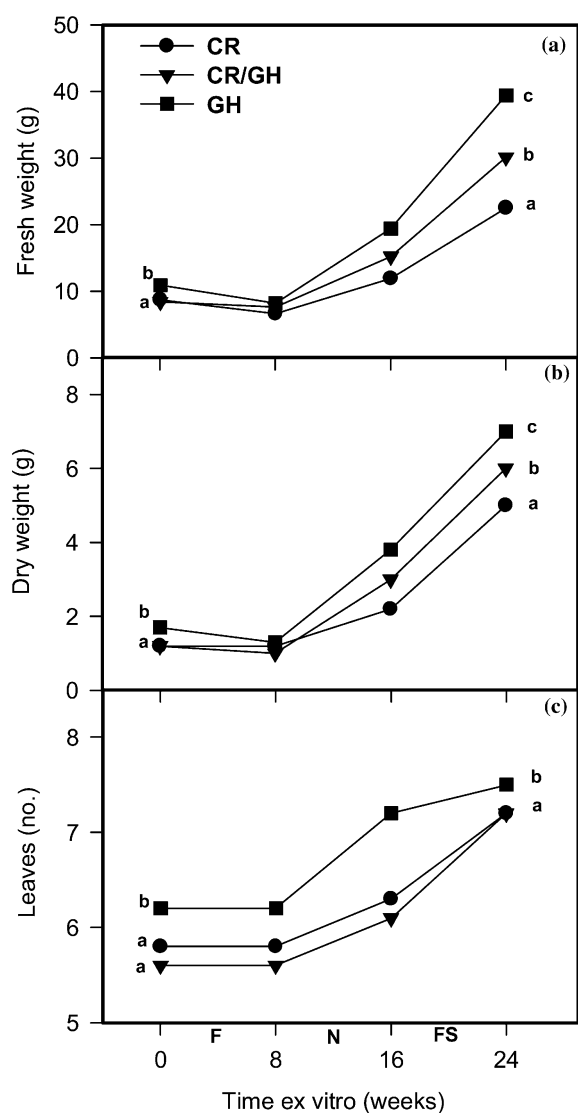 50
(a)
CR
CR/GH
GH
40
c
Fresh weight (g)
30
b
20
a
b
10
a
0
(b)
8
c
6
b
Dry weight (g)
a
4
2
b
a
0
(c)
8
b
a
7
Leaves (no.)
b
6
a
a
5
F
N
FS
0
8
16
24
Time ex vitro (weeks)